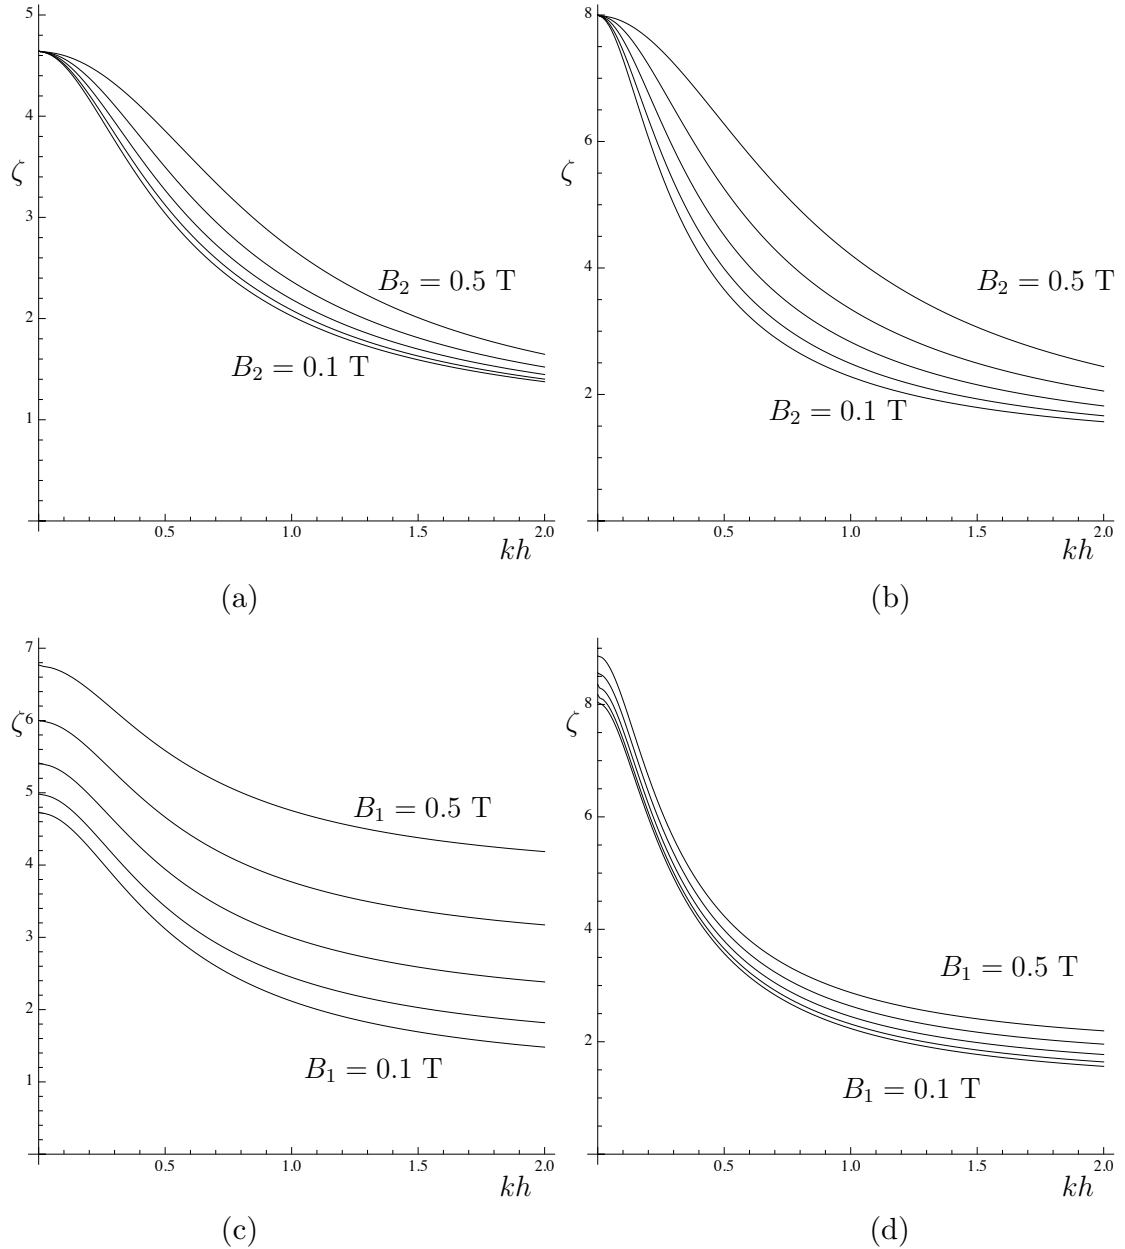 5
4
ζ
3
B₂ = 0.5 T
2
B₂ = 0.1 T
1
0.5 1.0 1.5 2.0
kh
(a)
8
6
ζ
4
B₂ = 0.5 T
2
B₂ = 0.1 T
0.5 1.0 1.5 2.0
kh
(b)
7
ζ 6
5
B₁ = 0.5 T
4
3
2
B₁ = 0.1 T
1
0.5 1.0 1.5 2.0
kh
(c)
ζ 8
6
4
B₁ = 0.5 T
2
B₁ = 0.1 T
0.5 1.0 1.5 2.0
kh
(d)